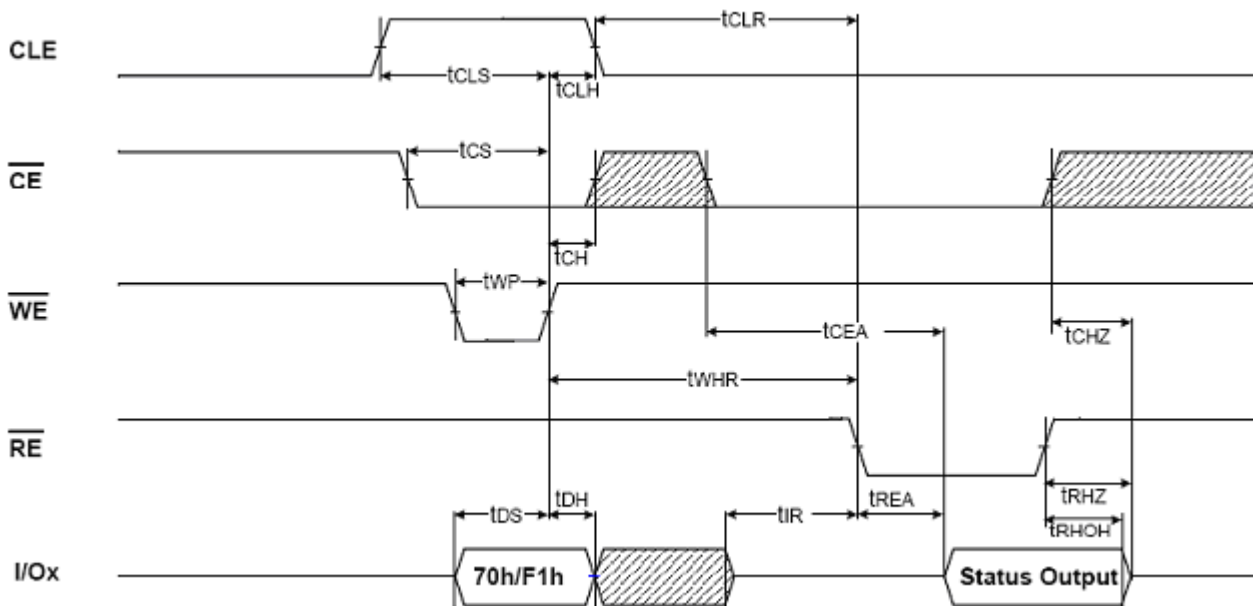 CLE
tCLR
tCLS
tCLH
CE
tCS
tCH
WE
tWP
tCEA
tCHZ
tWHR
RE
tDH
tDS
tIR
tREA
tRHZ
tRHOH
I/Ox
70h/F1h
Status Output